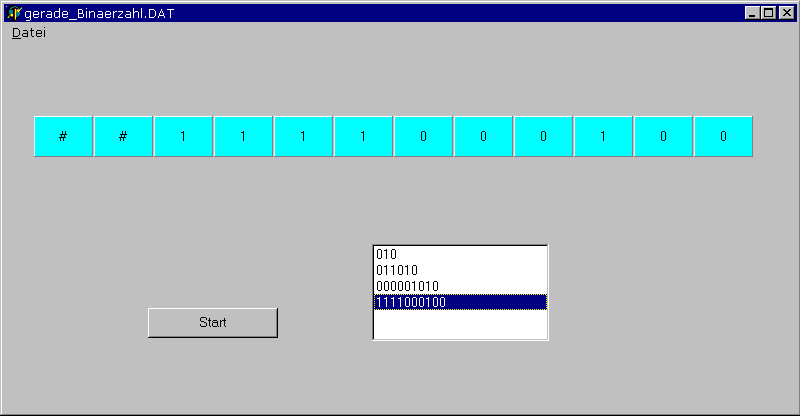 gerade_Binaerzahl.DAT
Datei
# # 1 1 1 1 0 0 0 1 0 0
010
011010
000001010
1111000100
Start